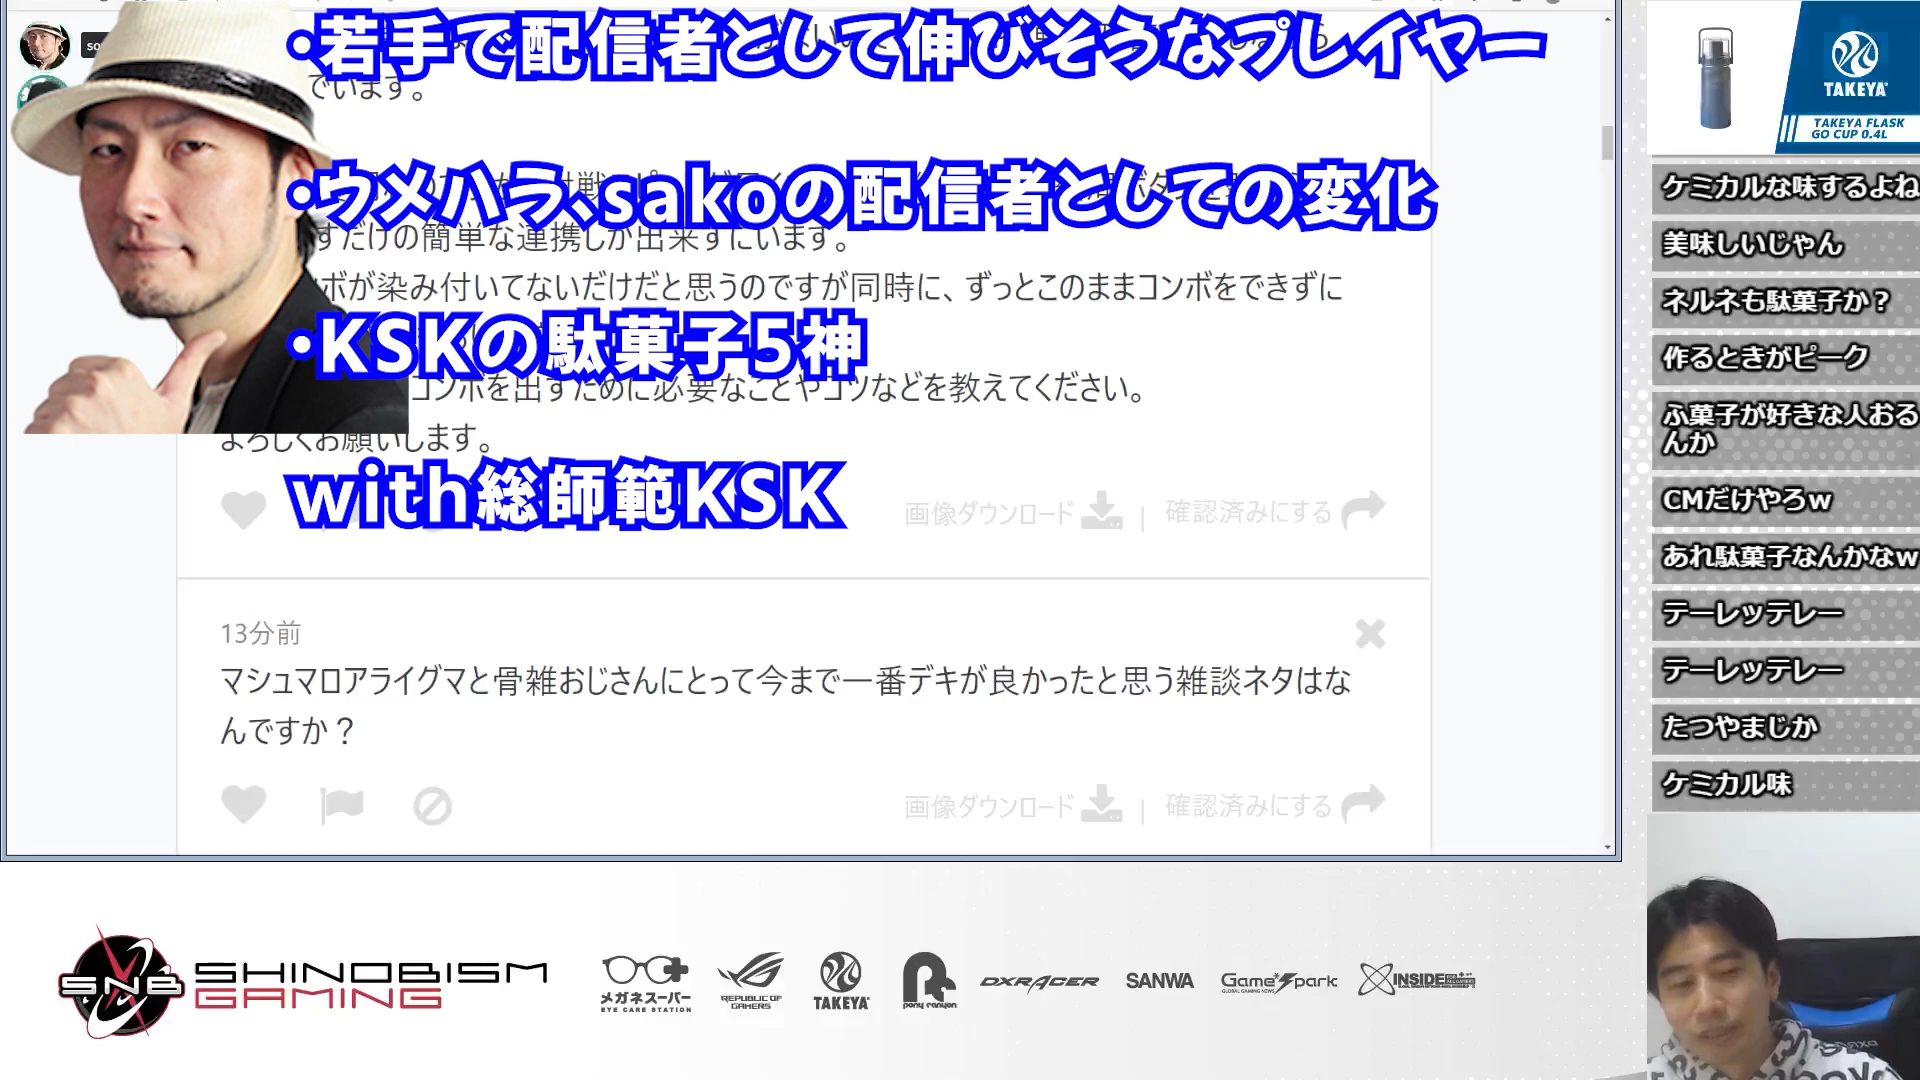 ・若手で配信者として伸びそうなプレイヤー
でいます。
・ウメハラ、sakoの配信者としての変化
すだけの簡単な連携しか出来ずにいます。
ボが染み付いてないだけだと思うのですが同時に、ずっとこのままコンボをできずに
・KSKの駄菓子5神
コンボを出すために必要なことやコツなどを教えてください。
よろしくお願いします。
with総師範KSK
画像ダウンロード | 確認済みにする
13分前
マシュマロアライグマと骨雑おじさんにとって今まで一番デキが良かったと思う雑談ネタはな
んですか？
画像ダウンロード | 確認済みにする
TAKEYA
TAKEYA FLASK
GO CUP 0.4L
ケミカルな味するよね
美味しいじゃん
ネルネも駄菓子か？
作るときがピーク
ふ菓子が好きな人おる
んか
CMだけやろw
あれ駄菓子なんかなw
テーレッテレー
テーレッテレー
たつやまじか
ケミカル味
SNB
SHINOBISM
GAMING
メガネスーパー
EYE CARE STATION
REPUBLIC OF
GAMERS
TAKEYA
pony canyon
DXRACER
SANWA
Game*Spark
GLOBAL GAMING NEWS
INSIDE